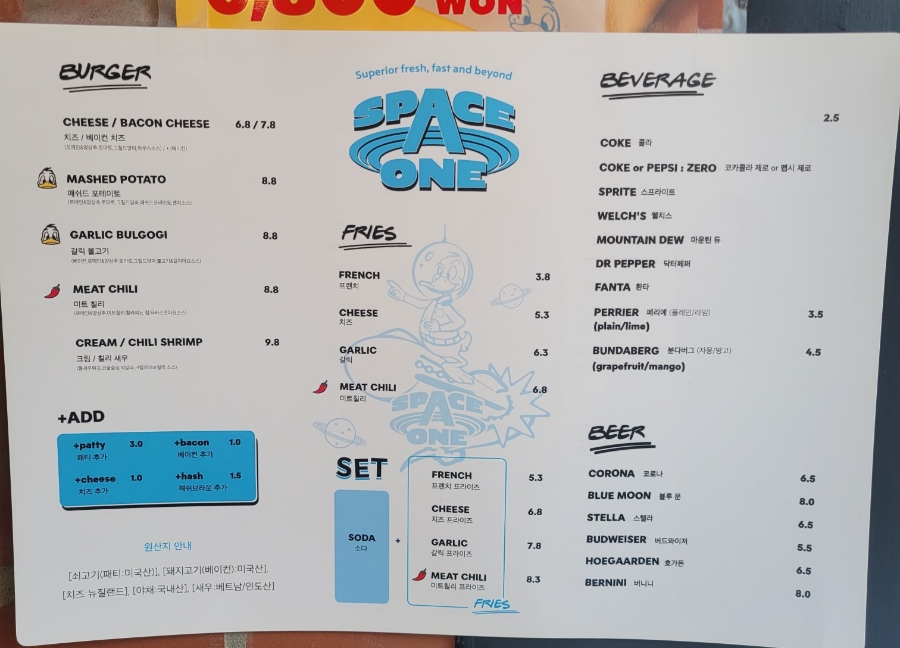 WON
BURGER
CHEESE / BACON CHEESE 6.8 / 7.8
치즈 / 베이컨 치즈
MASHED POTATO 8.8
매쉬드 포테이토
GARLIC BULGOGI 8.8
갈릭 불고기
MEAT CHILI 8.8
미트 칠리
CREAM / CHILI SHRIMP 9.8
크림 / 칠리 새우
+ADD
+patty 3.0 +bacon 1.0
패티 추가 베이컨 추가
+cheese 1.0 +hash 1.5
치즈 추가 해쉬브라운 추가
원산지 안내
[쇠고기(패티:미국산)], [돼지고기(베이컨):미국산],
[치즈:뉴질랜드], [야채:국내산], [새우:베트남/인도산]
Superior fresh, fast and beyond
SPACE
ONE
FRIES
FRENCH 3.8
프렌치
CHEESE 5.3
치즈
GARLIC 6.3
갈릭
MEAT CHILI 6.8
미트칠리
SPACE
ONE
SET
SODA
소다
+
FRENCH 5.3
프렌치 프라이즈
CHEESE 6.8
치즈 프라이즈
GARLIC 7.8
갈릭 프라이즈
MEAT CHILI 8.3
미트칠리 프라이즈
FRIES
BEVERAGE
2.5
COKE 콜라
COKE or PEPSI : ZERO 코카콜라 제로 or 펩시 제로
SPRITE 스프라이트
WELCH'S 웰치스
MOUNTAIN DEW 마운틴 듀
DR PEPPER 닥터페퍼
FANTA 환타
PERRIER 페리에 (플레인/라임) 3.5
(plain/lime)
BUNDABERG 분다버그 (자몽/망고) 4.5
(grapefruit/mango)
BEER
CORONA 코로나 6.5
BLUE MOON 블루 문 8.0
STELLA 스텔라 6.5
BUDWEISER 버드와이저 5.5
HOEGAARDEN 호가든 6.5
BERNINI 버니니 8.0